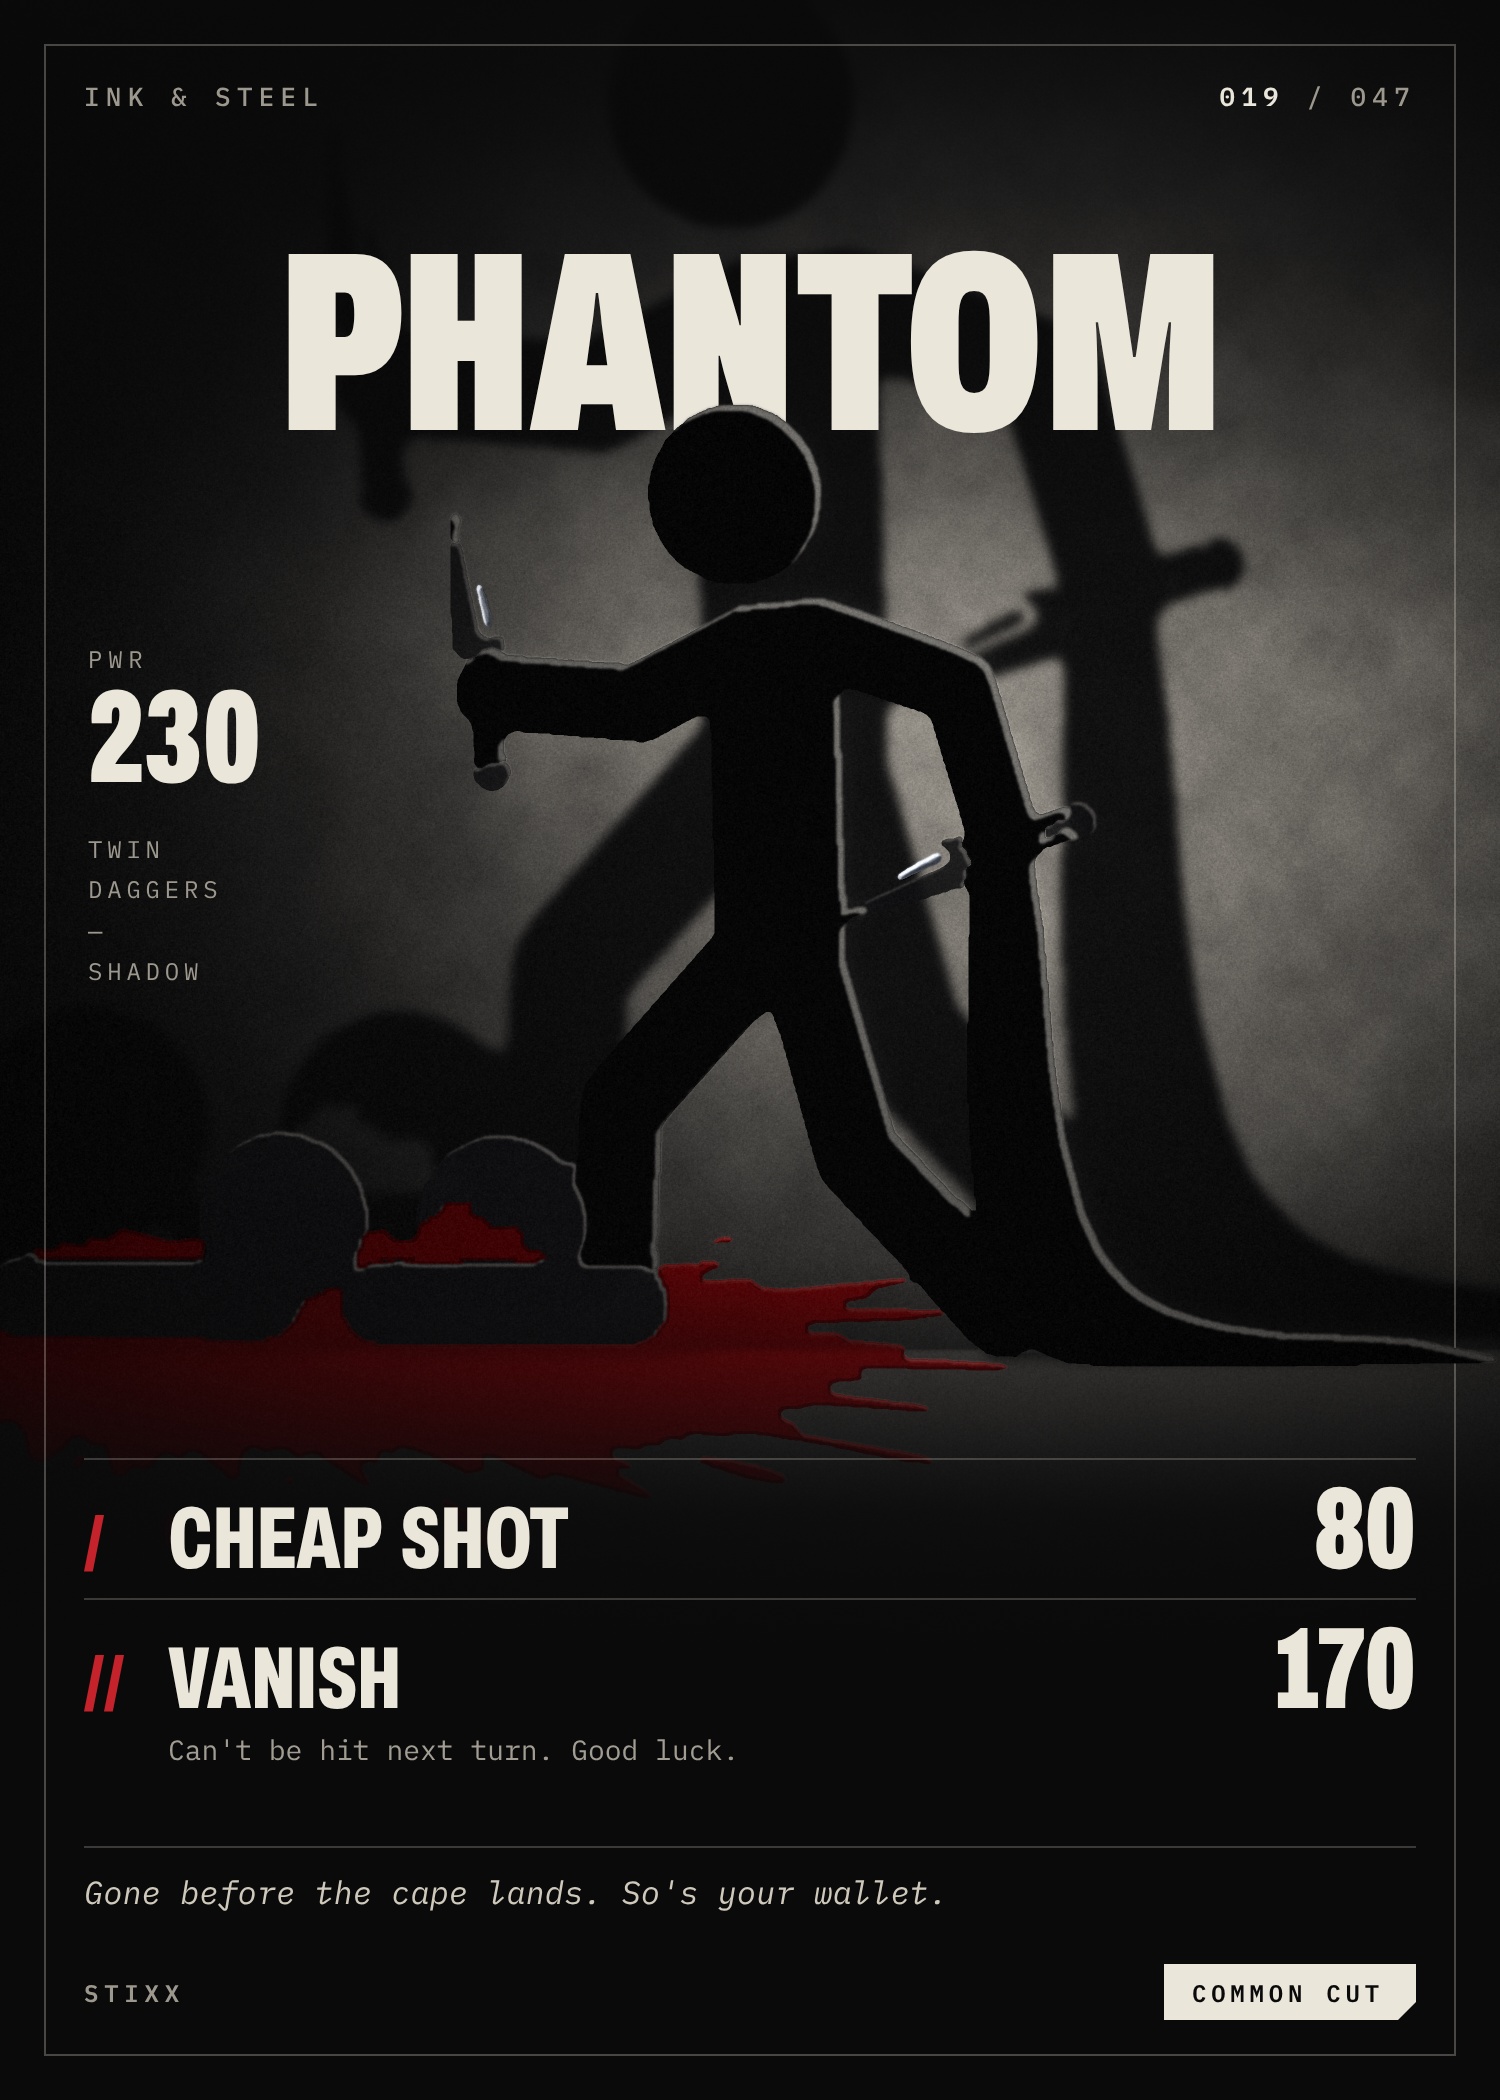 INK & STEEL
019 / 047
PHANTOM
PWR
230
TWIN
DAGGERS
—
SHADOW
/ CHEAP SHOT 80
// VANISH 170
Can't be hit next turn. Good luck.
Gone before the cape lands. So's your wallet.
STIXX
COMMON CUT